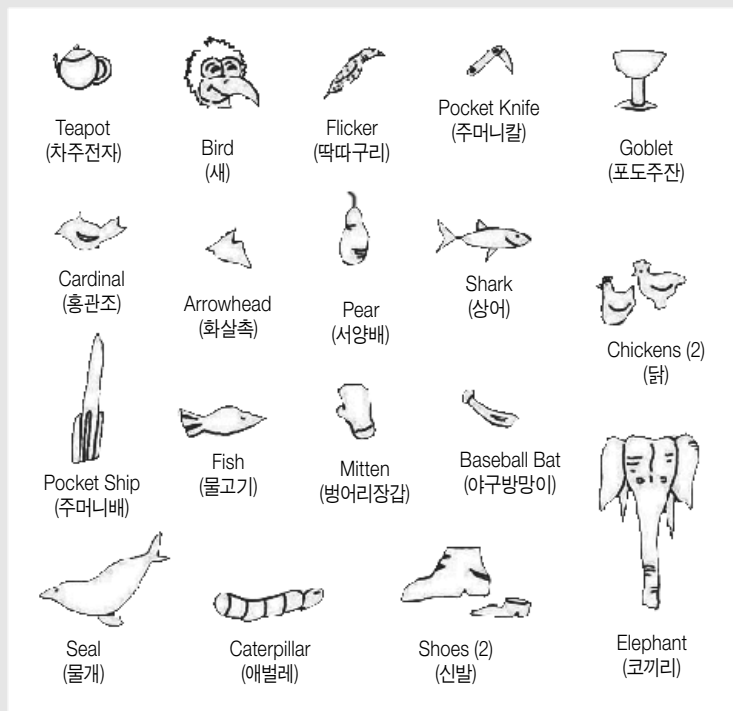 Teapot
(차주전자)
Bird
(새)
Flicker
(딱따구리)
Pocket Knife
(주머니칼)
Goblet
(포도주잔)
Cardinal
(홍관조)
Arrowhead
(화살촉)
Pear
(서양배)
Shark
(상어)
Chickens (2)
(닭)
Pocket Ship
(주머니배)
Fish
(물고기)
Mitten
(벙어리장갑)
Baseball Bat
(야구방망이)
Elephant
(코끼리)
Seal
(물개)
Caterpillar
(애벌레)
Shoes (2)
(신발)